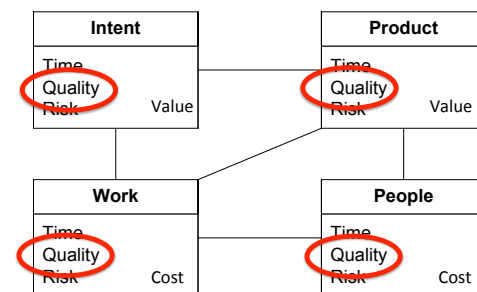 Intent
Time
Quality
Risk Value
Product
Time
Quality
Risk Value
Work
Time
Quality
Risk Cost
People
Time
Quality
Risk Cost